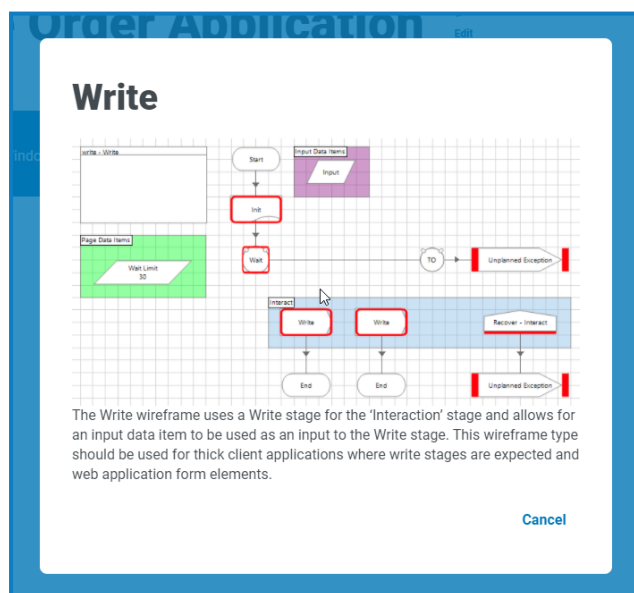 Order Application
Edit
indo
Write
write - Write
Start
Input Data Items
Input
Init
Page Data Items
Wait Limit
30
Wait
TO
Unplanned Exception
Interact
Write
Write
Recover - Interact
End
End
Unplanned Exception
The Write wireframe uses a Write stage for the ‘Interaction’ stage and allows for
an input data item to be used as an input to the Write stage. This wireframe type
should be used for thick client applications where write stages are expected and
web application form elements.
Cancel